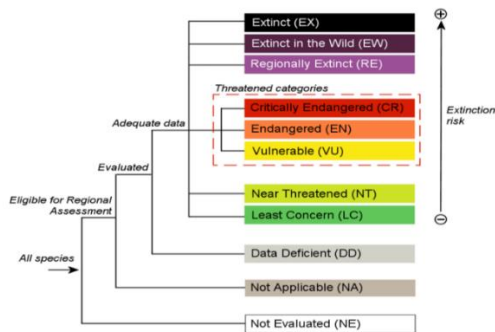 Extinct (EX)
Extinct in the Wild (EW)
Regionally Extinct (RE)
Threatened categories
Critically Endangered (CR)
Adequate data
Endangered (EN)
Extinction
risk
Vulnerable (VU)
Evaluated
Near Threatened (NT)
Eligible for Regional
Assessment
Least Concern (LC)
All species
Data Deficient (DD)
Not Applicable (NA)
Not Evaluated (NE)